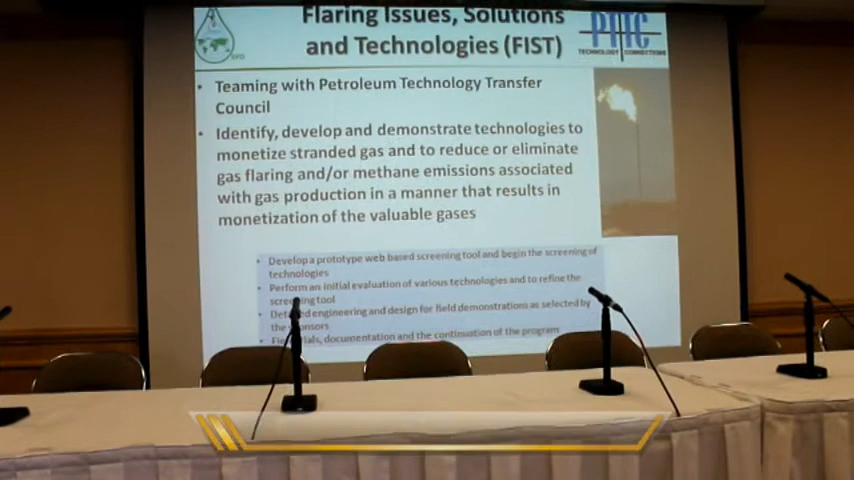 Flaring Issues, Solutions
and Technologies (FIST)
PTTC
TECHNOLOGY CONNECTIONS
• Teaming with Petroleum Technology Transfer
Council
• Identify, develop and demonstrate technologies to
monetize stranded gas and to reduce or eliminate
gas flaring and/or methane emissions associated
with gas production in a manner that results in
monetization of the valuable gases
• Develop a prototype web based screening tool and begin the screening of
technologies
• Perform an initial evaluation of various technologies and to refine the
screening tool
• Detailed engineering and design for field demonstrations as selected by
the sponsors
• Field trials, documentation and the continuation of the program